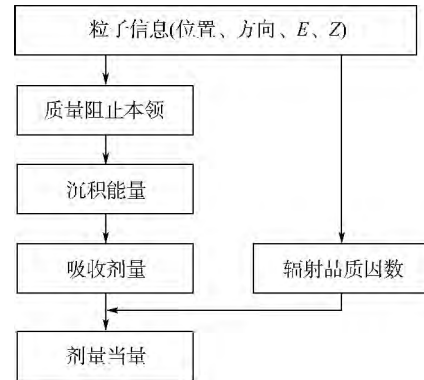 粒子信息(位置、方向、E、Z)
质量阻止本领
沉积能量
吸收剂量
辐射品质因数
剂量当量